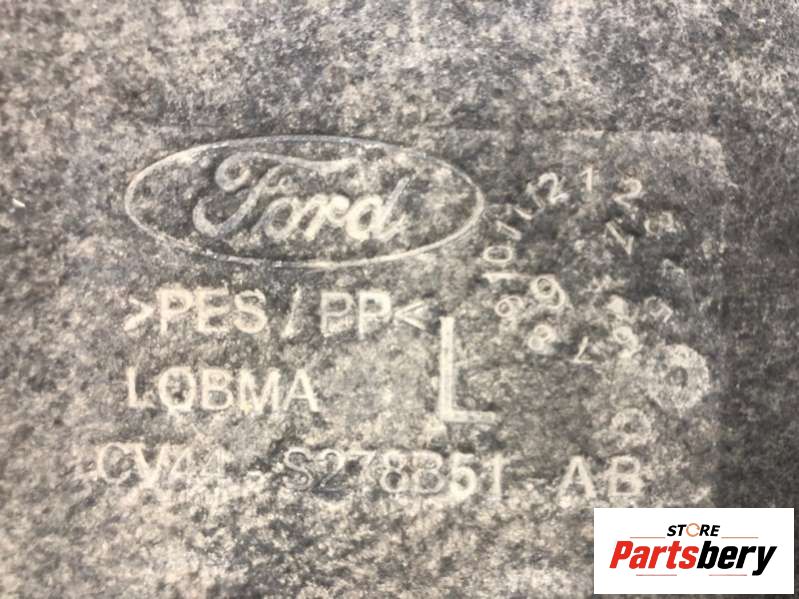 Ford
>PES / PP<
L
LQBMA
CV44 - S278B51 AB
STORE
Partsbery